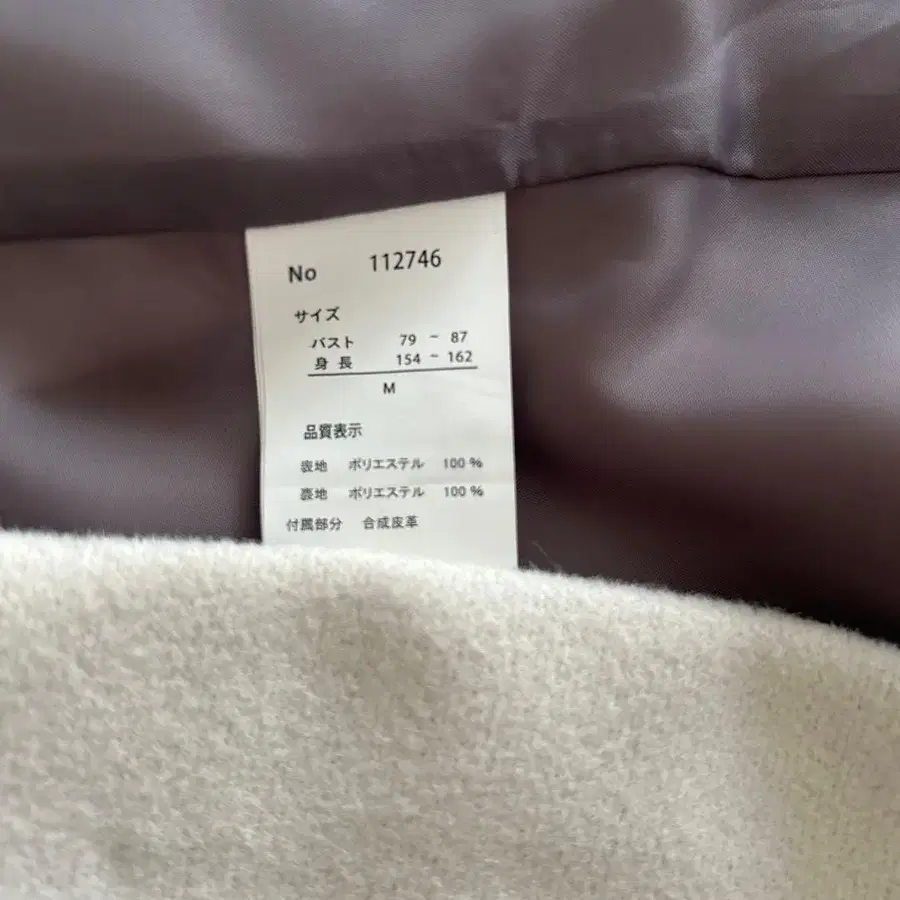 No 112746
サイズ
バスト 79 ~ 87
身長 154 ~ 162
M
品質表示
表地 ポリエステル 100 %
裏地 ポリエステル 100 %
付属部分 合成皮革